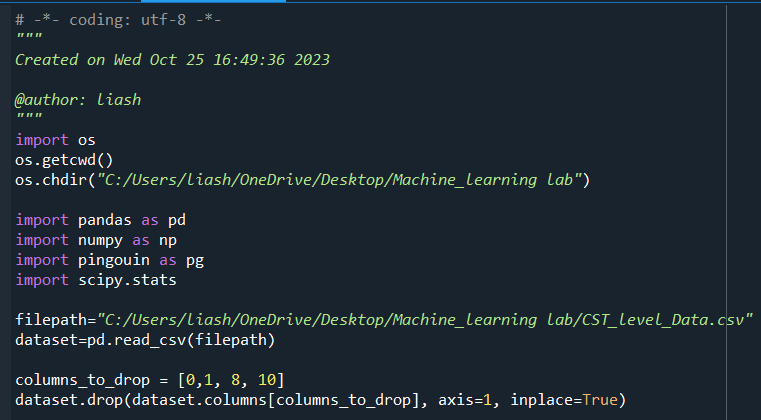 # -*- coding: utf-8 -*-
"""
Created on Wed Oct 25 16:49:36 2023
@author: liash
"""
import os
os.getcwd()
os.chdir("C:/Users/liash/OneDrive/Desktop/Machine_learning lab")
import pandas as pd
import numpy as np
import pingouin as pg
import scipy.stats
filepath="C:/Users/liash/OneDrive/Desktop/Machine_learning lab/CST_level_Data.csv"
dataset=pd.read_csv(filepath)
columns_to_drop = [0,1, 8, 10]
dataset.drop(dataset.columns[columns_to_drop], axis=1, inplace=True)